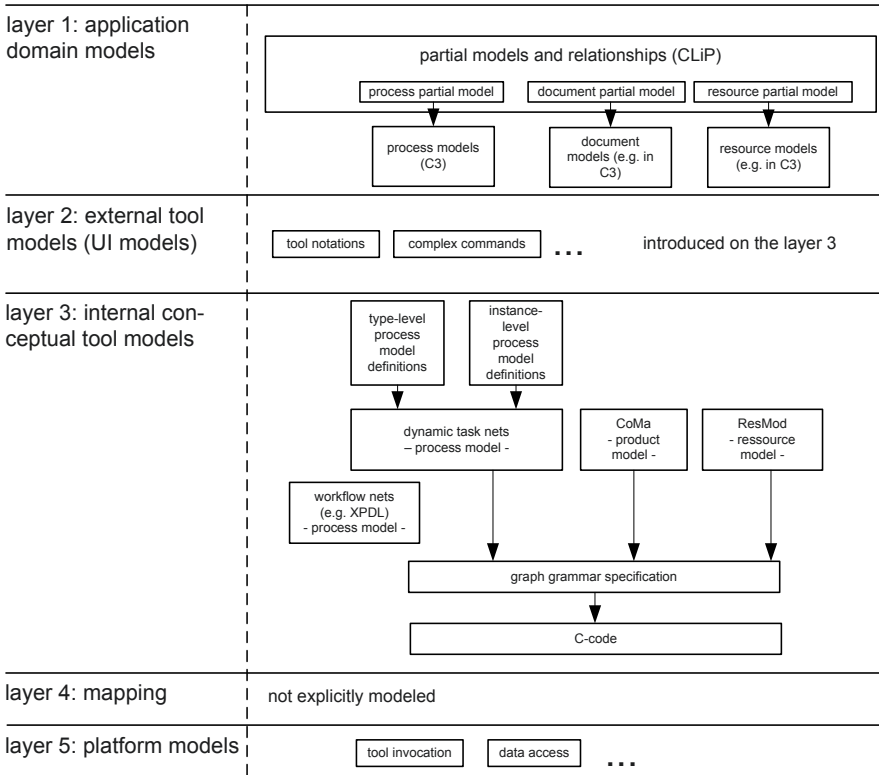 layer 1: application
domain models
partial models and relationships (CLiP)
process partial model
document partial model
resource partial model
process models
(C3)
document
models (e.g. in
C3)
resource models
(e.g. in C3)
layer 2: external tool
models (UI models)
tool notations
complex commands
...
introduced on the layer 3
layer 3: internal con-
ceptual tool models
type-level
process
model
definitions
instance-
level
process
model
definitions
dynamic task nets
– process model -
CoMa
- product
model -
ResMod
- ressource
model -
workflow nets
(e.g. XPDL)
- process model -
graph grammar specification
C-code
layer 4: mapping
not explicitly modeled
layer 5: platform models
tool invocation
data access
...